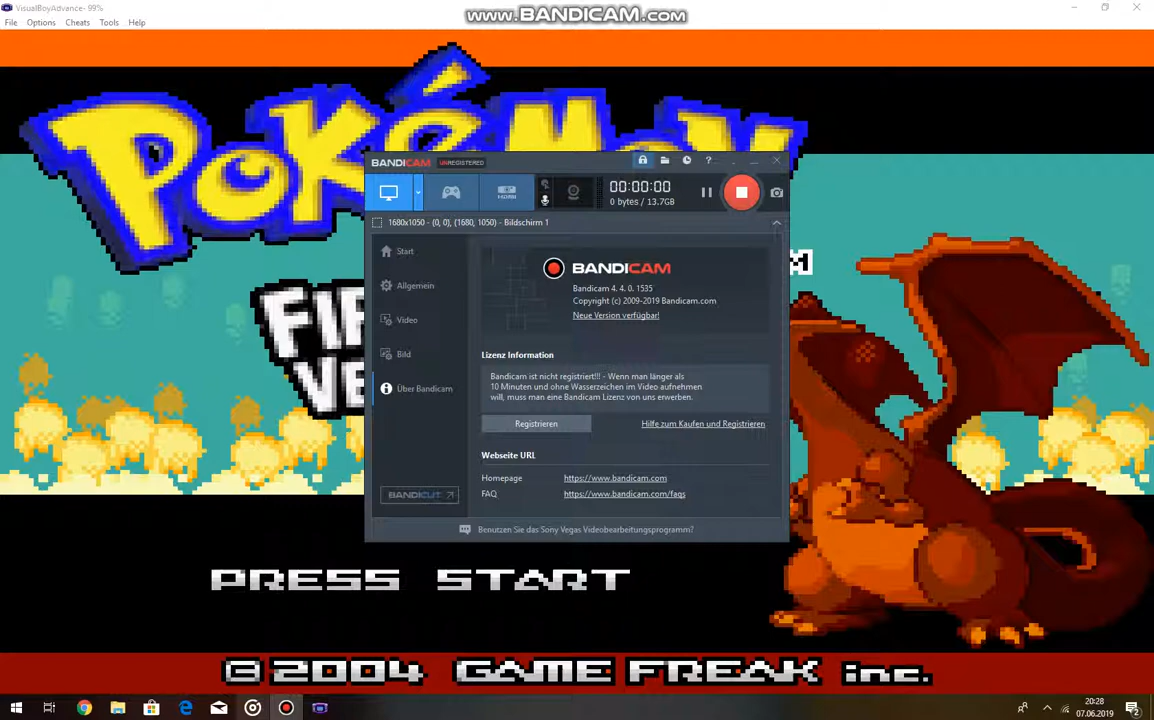 VisualBoyAdvance- 99%
www.BANDICAM.com
File Options Cheats Tools Help
POKéMON
BANDICAM UNREGISTERED
?
HDMI
00:00:00
0 bytes / 13.7GB
1680x1050 - (0, 0), (1680, 1050) - Bildschirm 1
Start
Allgemein
Video
Bild
Über Bandicam
BANDICUT
BANDICAM
Bandicam 4. 4. 0. 1535
Copyright (c) 2009-2019 Bandicam.com
Neue Version verfügbar!
Lizenz Information
Bandicam ist nicht registriert!!! - Wenn man länger als
10 Minuten und ohne Wasserzeichen im Video aufnehmen
will, muss man eine Bandicam Lizenz von uns erwerben.
Registrieren
Hilfe zum Kaufen und Registrieren
Webseite URL
Homepage https://www.bandicam.com
FAQ https://www.bandicam.com/faqs
Benutzen Sie das Sony Vegas Videobearbeitungsprogramm?
PRESS START
© 2004 GAME FREAK inc.
20:28
07.06.2019
2